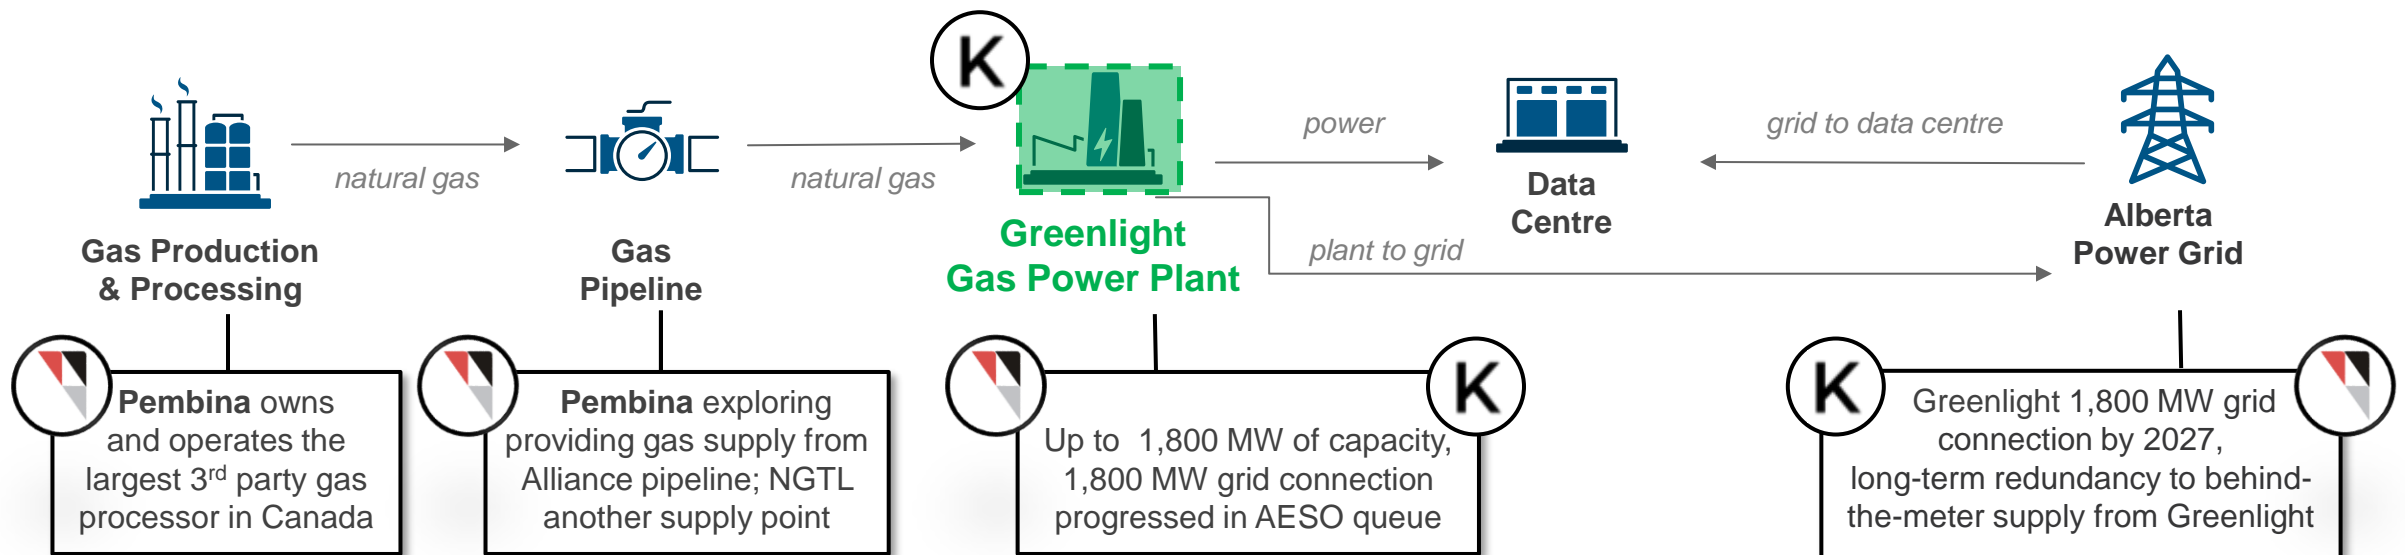 K
natural gas
natural gas
power
grid to data centre
plant to grid
Gas Production
& Processing
Gas
Pipeline
Greenlight
Gas Power Plant
Data
Centre
Alberta
Power Grid
Pembina owns
and operates the
largest 3rd party gas
processor in Canada
Pembina exploring
providing gas supply from
Alliance pipeline; NGTL
another supply point
K
Up to 1,800 MW of capacity,
1,800 MW grid connection
progressed in AESO queue
K
Greenlight 1,800 MW grid
connection by 2027,
long-term redundancy to behind-
the-meter supply from Greenlight